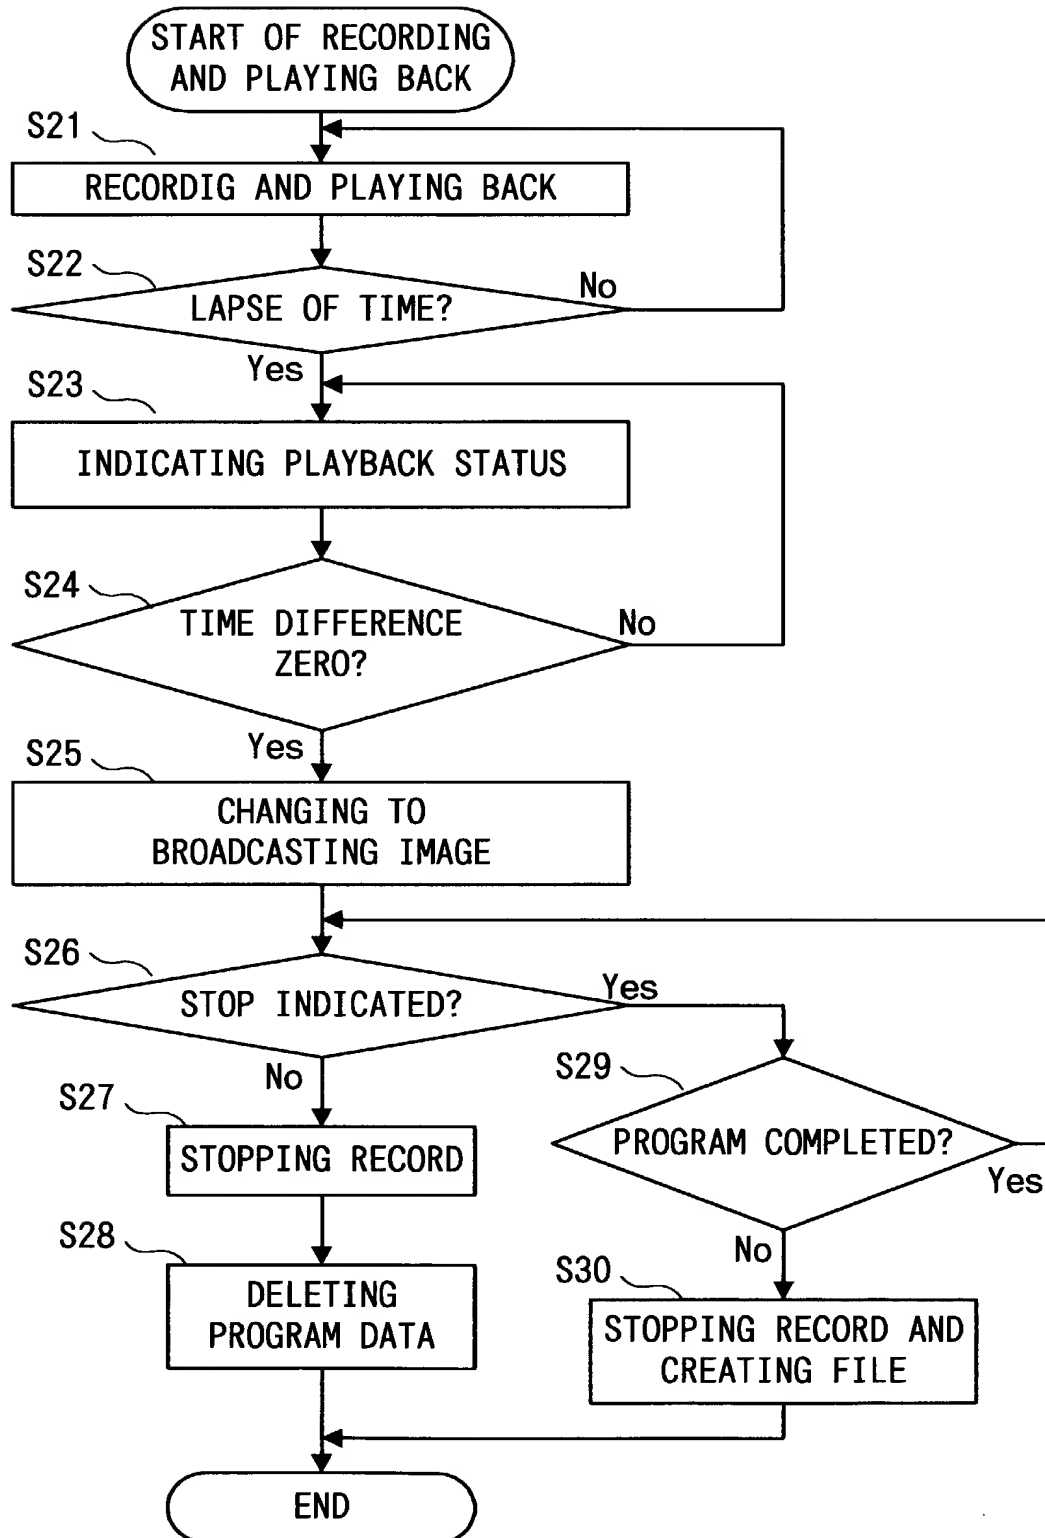 START OF RECORDING
AND PLAYING BACK
S21
RECORDIG AND PLAYING BACK
S22
LAPSE OF TIME?
No
Yes
S23
INDICATING PLAYBACK STATUS
S24
TIME DIFFERENCE
ZERO?
No
Yes
S25
CHANGING TO
BROADCASTING IMAGE
S26
STOP INDICATED?
Yes
No
S27
STOPPING RECORD
S28
DELETING
PROGRAM DATA
S29
PROGRAM COMPLETED?
Yes
No
S30
STOPPING RECORD AND
CREATING FILE
END